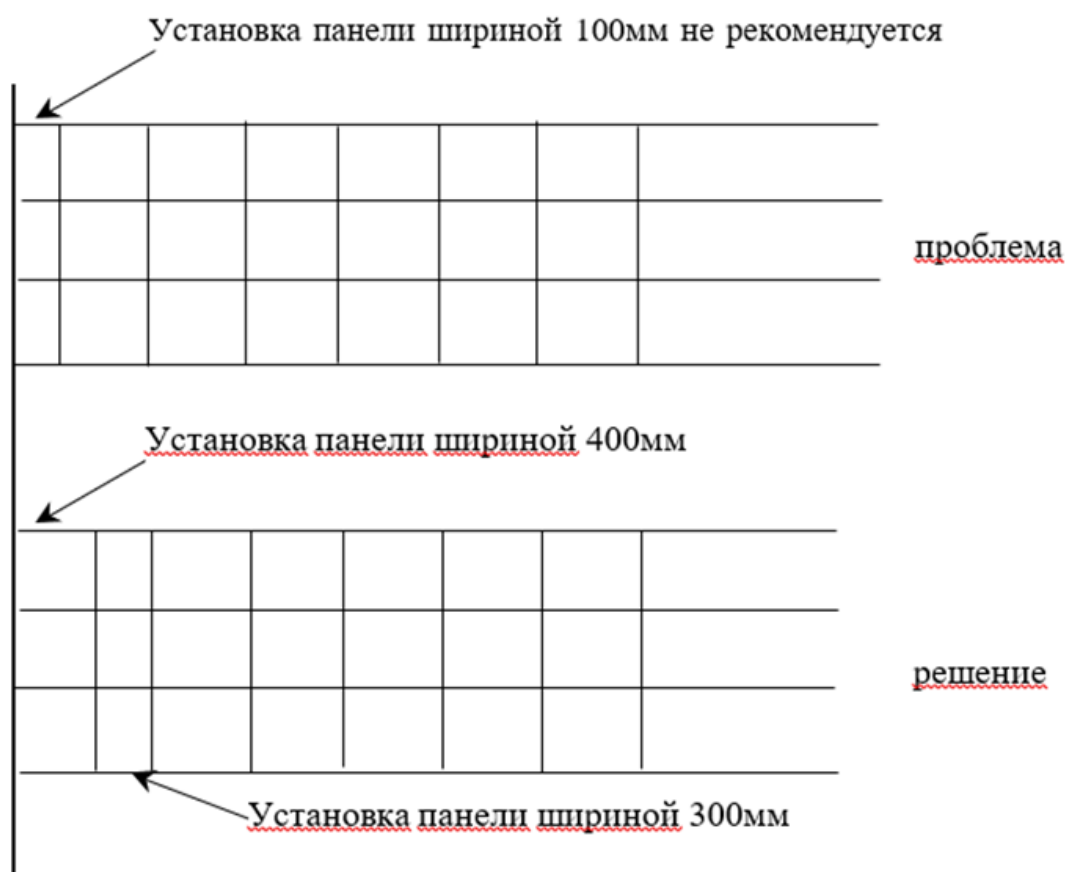 Установка панели шириной 100мм не рекомендуется
проблема
Установка панели шириной 400мм
решение
Установка панели шириной 300мм